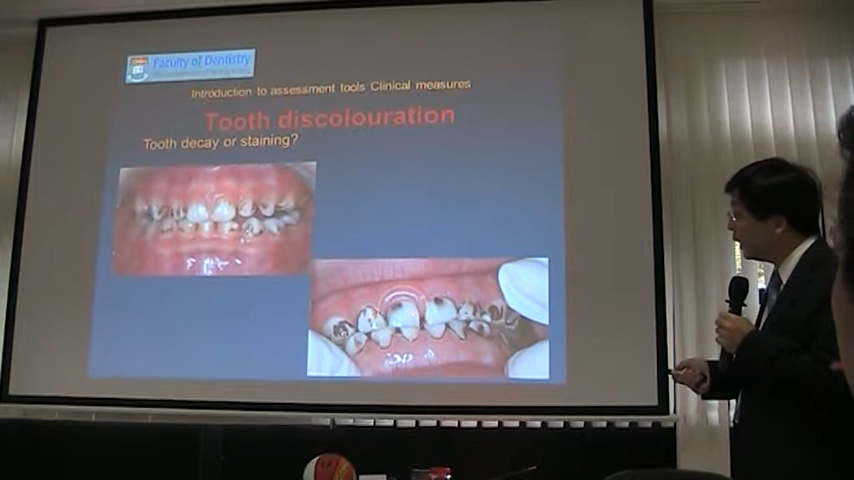 Faculty of Dentistry
Introduction to assessment tools Clinical measures
Tooth discolouration
Tooth decay or staining?